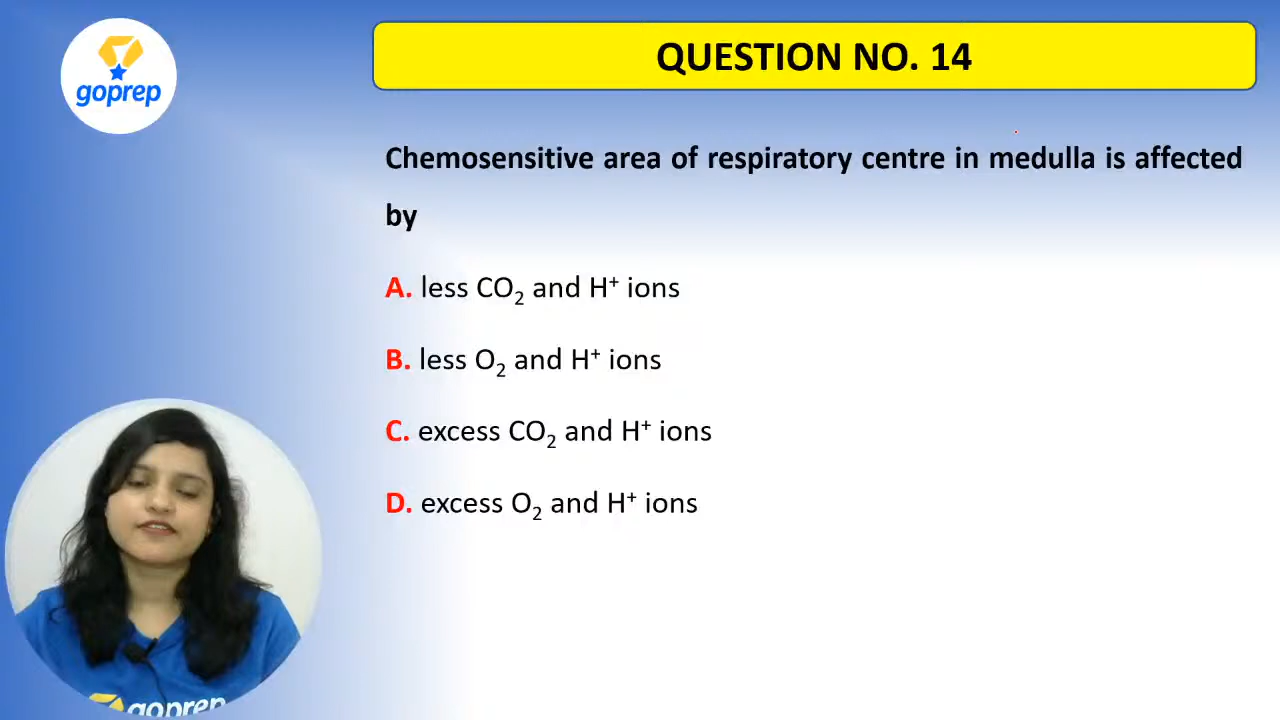 goprep
QUESTION NO. 14
Chemosensitive area of respiratory centre in medulla is affected
by
A. less CO₂ and H⁺ ions
B. less O₂ and H⁺ ions
C. excess CO₂ and H⁺ ions
D. excess O₂ and H⁺ ions
goprep